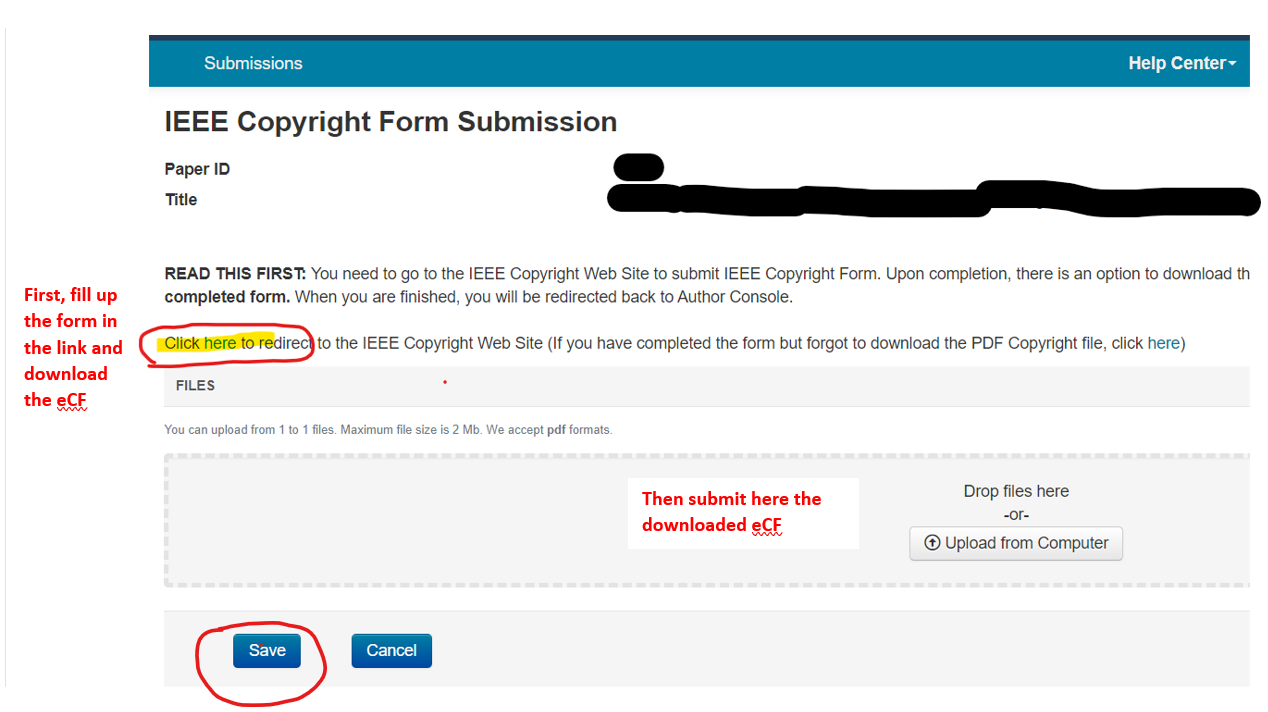 Submissions
Help Center
IEEE Copyright Form Submission
Paper ID
Title
READ THIS FIRST: You need to go to the IEEE Copyright Web Site to submit IEEE Copyright Form. Upon completion, there is an option to download th
completed form. When you are finished, you will be redirected back to Author Console.
First, fill up
the form in
the link and
download
the eCF
Click here to redirect to the IEEE Copyright Web Site (If you have completed the form but forgot to download the PDF Copyright file, click here)
FILES
You can upload from 1 to 1 files. Maximum file size is 2 Mb. We accept pdf formats.
Then submit here the
downloaded eCF
Drop files here
-or-
Upload from Computer
Save
Cancel